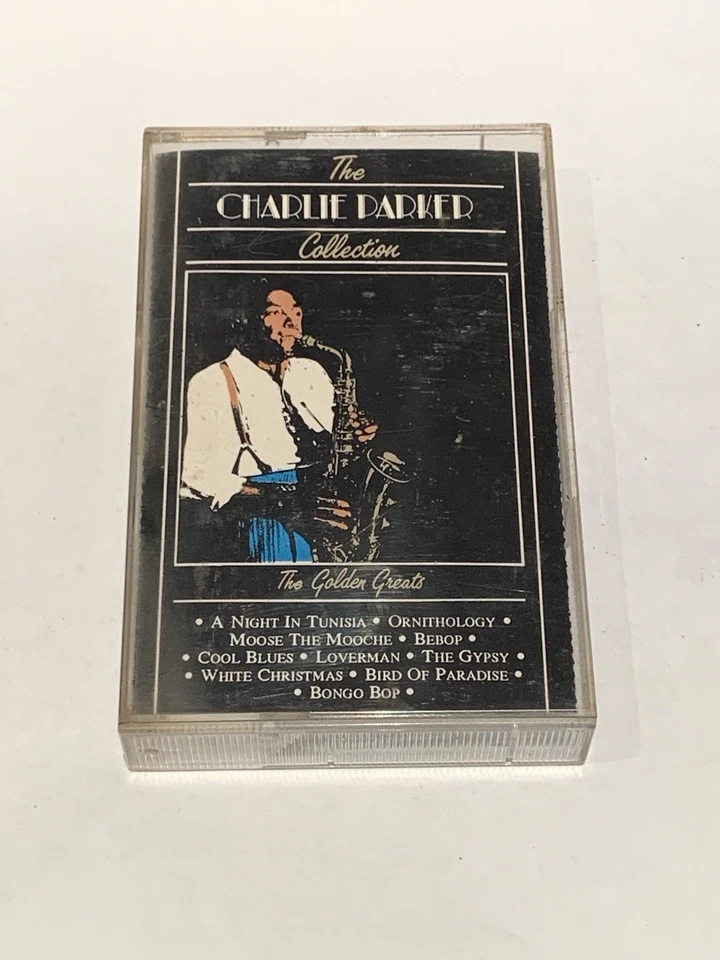 The
CHARLIE PARKER
Collection
The Golden Greats
• A NIGHT IN TUNISIA • ORNITHOLOGY •
MOOSE THE MOOCHE • BEBOP •
• COOL BLUES • LOVERMAN • THE GYPSY •
• WHITE CHRISTMAS • BIRD OF PARADISE •
• BONGO BOP •